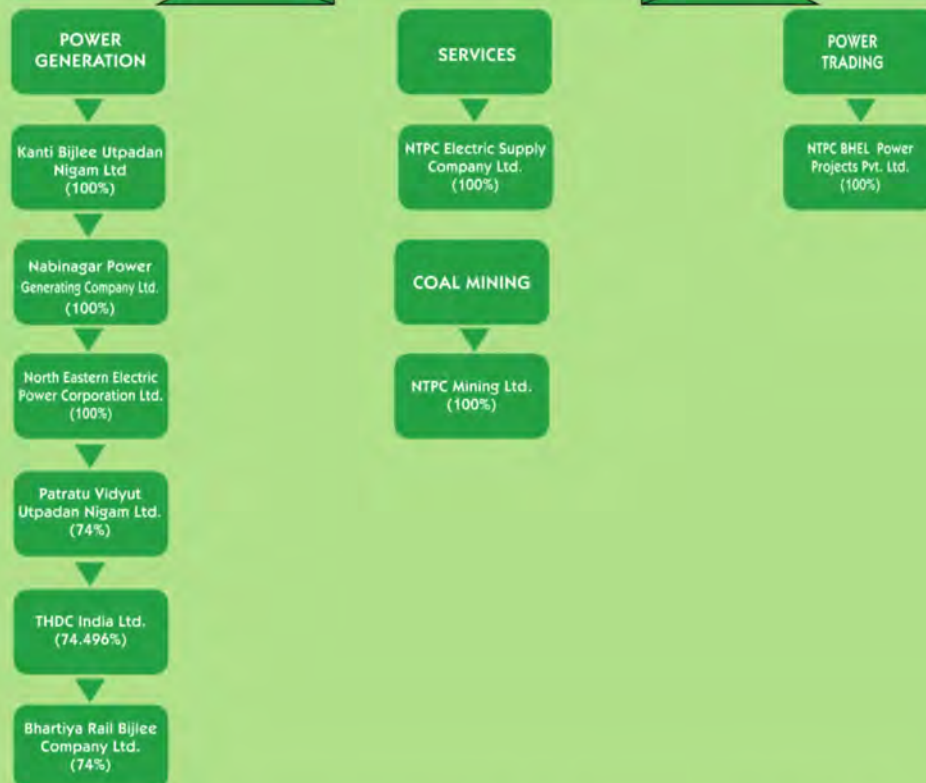 POWER
GENERATION
Kanti Bijlee Utpadan
Nigam Ltd
(100%)
Nabinagar Power
Generating Company Ltd.
(100%)
North Eastern Electric
Power Corporation Ltd.
(100%)
Patratu Vidyut
Utpadan Nigam Ltd.
(74%)
THDC India Ltd.
(74.496%)
Bhartiya Rail Bijlee
Company Ltd.
(74%)
SERVICES
NTPC Electric Supply
Company Ltd.
(100%)
COAL MINING
NTPC Mining Ltd.
(100%)
POWER
TRADING
NTPC BHEL Power
Projects Pvt. Ltd.
(100%)